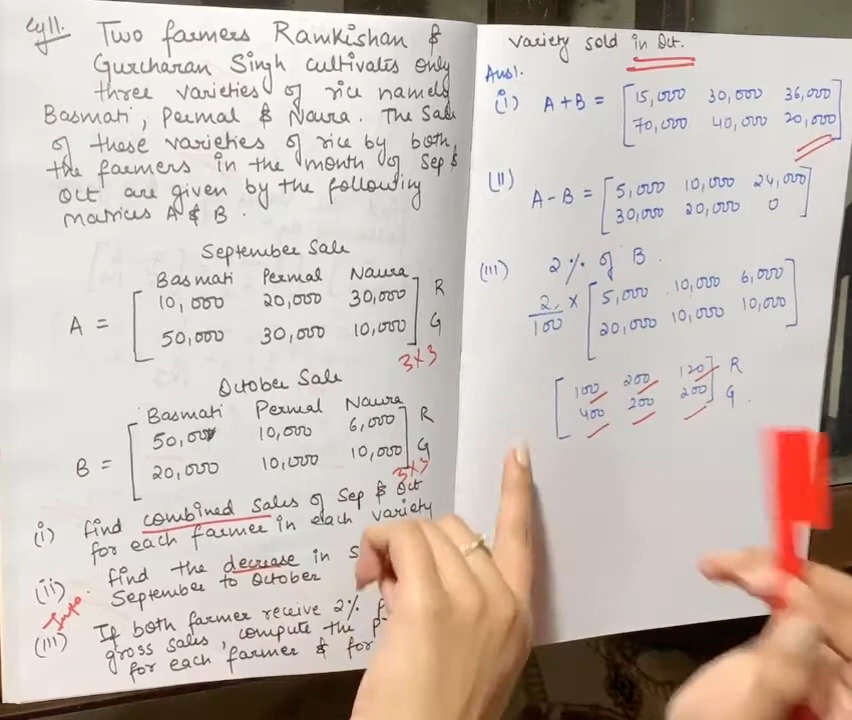 Eg11. Two farmers Ramkishan &
Gurcharan Singh cultivates only
three varieties of rice namely
Basmati, Permal & Naura. The Sale
of these varieties of rice by both
the farmers in the month of Sep &
Oct are given by the following
matrices A & B.
September Sale
Basmati Permal Naura
A = [ 10,000 20,000 30,000 ] R
50,000 30,000 10,000 G
3×3
October Sale
Basmati Permal Naura
B = [ 50,000 10,000 6,000 ] R
20,000 10,000 10,000 G
3×3
(i) find combined sales of Sep & Oct
for each farmer in each variety
(ii) . find the decrease in
September to October
Impo
(iii) If both farmer receive 2%
gross sales, compute the
for each farmer & for
variety sold in Oct.
Ans1.
(i) A+B = [ 15,000 30,000 36,000 ]
70,000 40,000 20,000
(ii) A-B = [ 5,000 10,000 24,000 ]
30,000 20,000 0
(iii) 2% of B.
2/100 × [ 5,000 10,000 6,000 ]
20,000 10,000 10,000
[ 100 200 120 ] R
400 200 200 G.